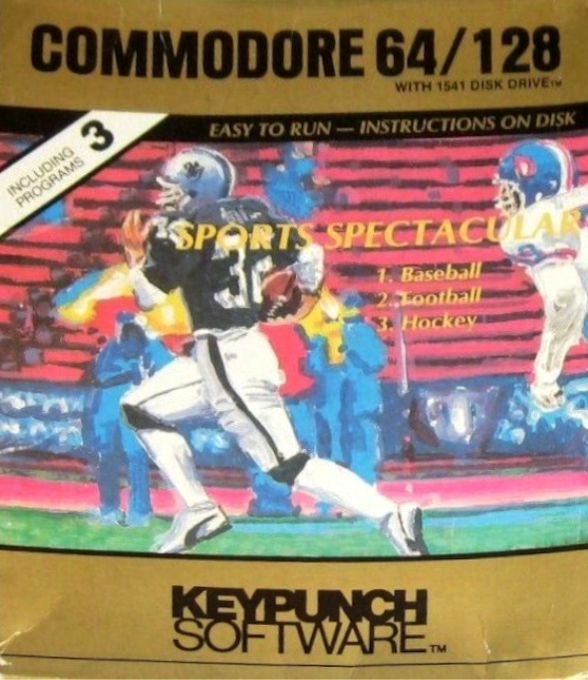 COMMODORE 64/128
WITH 1541 DISK DRIVE™
EASY TO RUN — INSTRUCTIONS ON DISK
INCLUDING 3
PROGRAMS
SPORTS SPECTACULAR
1. Baseball
2. Football
3. Hockey
KEYPUNCH
SOFTWARE™